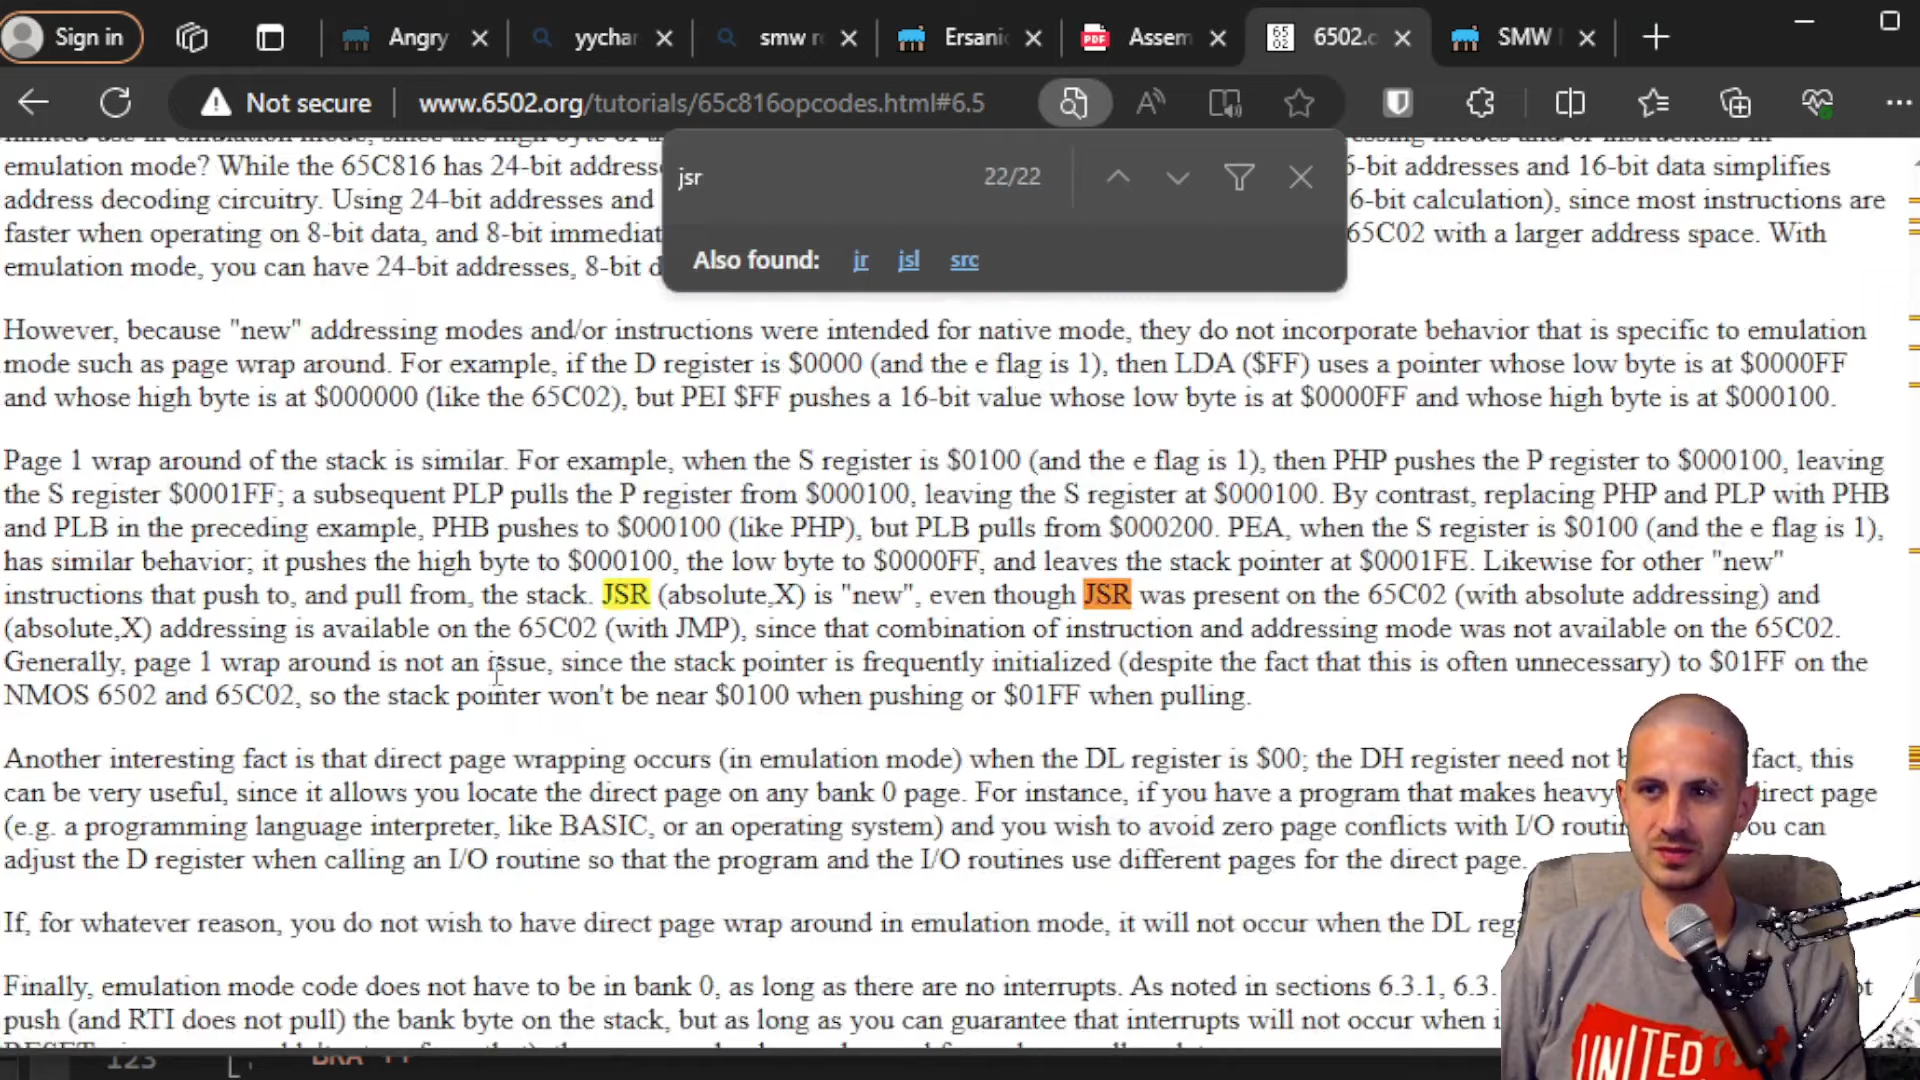 Sign in
Angry
yychar
smw r
Ersani
PDF
Assem
65
02
6502.o
SMW
Not secure
www.6502.org/tutorials/65c816opcodes.html#6.5
jsr
22/22
Also found: jr jsl src
emulation mode? While the 65C816 has 24-bit address 6-bit addresses and 16-bit data simplifies
address decoding circuitry. Using 24-bit addresses and 6-bit calculation), since most instructions are
faster when operating on 8-bit data, and 8-bit immediat 65C02 with a larger address space. With
emulation mode, you can have 24-bit addresses, 8-bit d
However, because "new" addressing modes and/or instructions were intended for native mode, they do not incorporate behavior that is specific to emulation
mode such as page wrap around. For example, if the D register is $0000 (and the e flag is 1), then LDA ($FF) uses a pointer whose low byte is at $0000FF
and whose high byte is at $000000 (like the 65C02), but PEI $FF pushes a 16-bit value whose low byte is at $0000FF and whose high byte is at $000100.
Page 1 wrap around of the stack is similar. For example, when the S register is $0100 (and the e flag is 1), then PHP pushes the P register to $000100, leaving
the S register $0001FF; a subsequent PLP pulls the P register from $000100, leaving the S register at $000100. By contrast, replacing PHP and PLP with PHB
and PLB in the preceding example, PHB pushes to $000100 (like PHP), but PLB pulls from $000200. PEA, when the S register is $0100 (and the e flag is 1),
has similar behavior; it pushes the high byte to $000100, the low byte to $0000FF, and leaves the stack pointer at $0001FE. Likewise for other "new"
instructions that push to, and pull from, the stack. JSR (absolute,X) is "new", even though JSR was present on the 65C02 (with absolute addressing) and
(absolute,X) addressing is available on the 65C02 (with JMP), since that combination of instruction and addressing mode was not available on the 65C02.
Generally, page 1 wrap around is not an issue, since the stack pointer is frequently initialized (despite the fact that this is often unnecessary) to $01FF on the
NMOS 6502 and 65C02, so the stack pointer won't be near $0100 when pushing or $01FF when pulling.
Another interesting fact is that direct page wrapping occurs (in emulation mode) when the DL register is $00; the DH register need not b fact, this
can be very useful, since it allows you locate the direct page on any bank 0 page. For instance, if you have a program that makes heavy irect page
(e.g. a programming language interpreter, like BASIC, or an operating system) and you wish to avoid zero page conflicts with I/O routin ou can
adjust the D register when calling an I/O routine so that the program and the I/O routines use different pages for the direct page.
If, for whatever reason, you do not wish to have direct page wrap around in emulation mode, it will not occur when the DL reg
Finally, emulation mode code does not have to be in bank 0, as long as there are no interrupts. As noted in sections 6.3.1, 6.3. ot
push (and RTI does not pull) the bank byte on the stack, but as long as you can guarantee that interrupts will not occur when i
123 BRA
UNITED